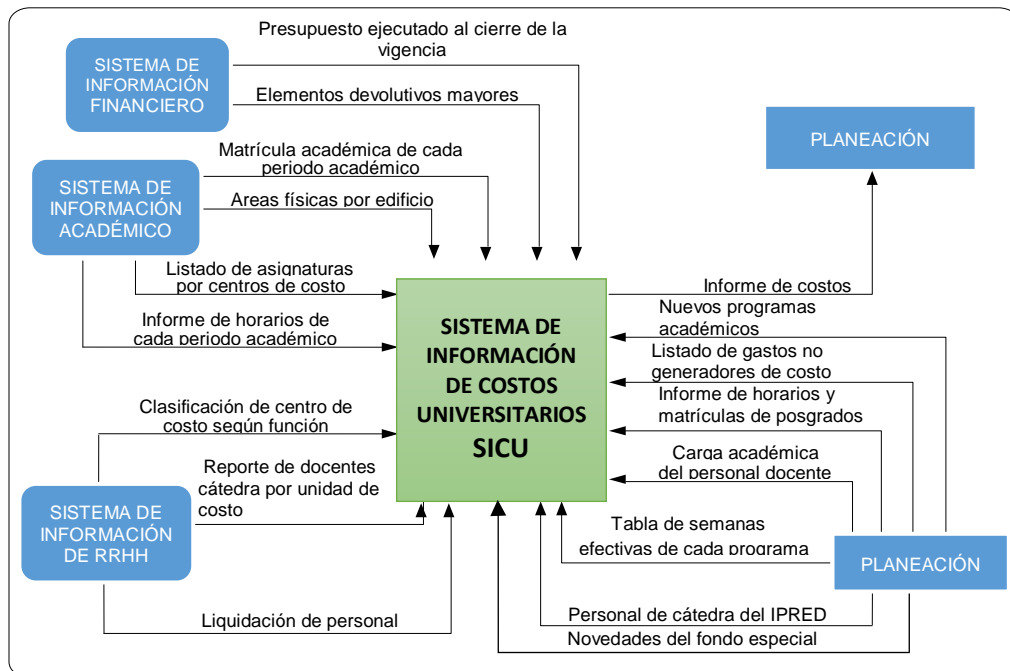 Presupuesto ejecutado al cierre de la
vigencia
SISTEMA DE
INFORMACIÓN
FINANCIERO
Elementos devolutivos mayores
PLANEACIÓN
Matrícula académica de cada
periodo académico
SISTEMA DE
INFORMACIÓN
ACADÉMICO
Areas físicas por edificio
Listado de asignaturas
por centros de costo
Informe de horarios de
cada periodo académico
SISTEMA DE
INFORMACIÓN
DE COSTOS
UNIVERSITARIOS
SICU
Informe de costos
Nuevos programas
académicos
Listado de gastos no
generadores de costo
Informe de horarios y
matrículas de posgrados
Clasificación de centro de
costo según función
Carga académica
del personal docente
Reporte de docentes
cátedra por unidad de
costo
SISTEMA DE
INFORMACIÓN
DE RRHH
Tabla de semanas
efectivas de cada programa
PLANEACIÓN
Liquidación de personal
Personal de cátedra del IPRED
Novedades del fondo especial